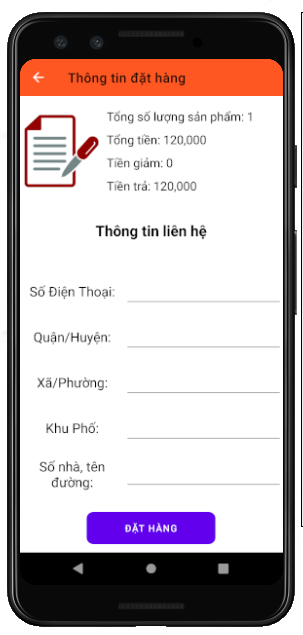 Thông tin đặt hàng
Tổng số lượng sản phẩm: 1
Tổng tiền: 120,000
Tiền giảm: 0
Tiền trả: 120,000
Thông tin liên hệ
Số Điện Thoại:
Quận/Huyện:
Xã/Phường:
Khu Phố:
Số nhà, tên
đường:
ĐẶT HÀNG